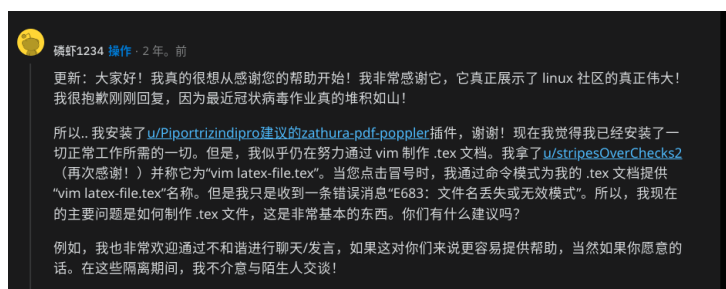 磷虾1234 操作 · 2 年。前
更新：大家好！我真的很想从感谢您的帮助开始！我非常感谢它，它真正展示了 linux 社区的真正伟大！
我很抱歉刚刚回复，因为最近冠状病毒作业真的堆积如山！
所以.. 我安装了u/Piportrizindipro建议的zathura-pdf-poppler插件，谢谢！现在我觉得我已经安装了一
切正常工作所需的一切。但是，我似乎仍在努力通过 vim 制作 .tex 文档。我拿了u/stripesOverChecks2
（再次感谢！）并称它为“vim latex-file.tex”。当您点击冒号时，我通过命令模式为我的 .tex 文档提供
“vim latex-file.tex”名称。但是我只是收到一条错误消息“E683：文件名丢失或无效模式”。所以，我现在
的主要问题是如何制作 .tex 文件，这是非常基本的东西。你们有什么建议吗？
例如，我也非常欢迎通过不和谐进行聊天/发言，如果这对你们来说更容易提供帮助，当然如果你愿意的
话。在这些隔离期间，我不介意与陌生人交谈！